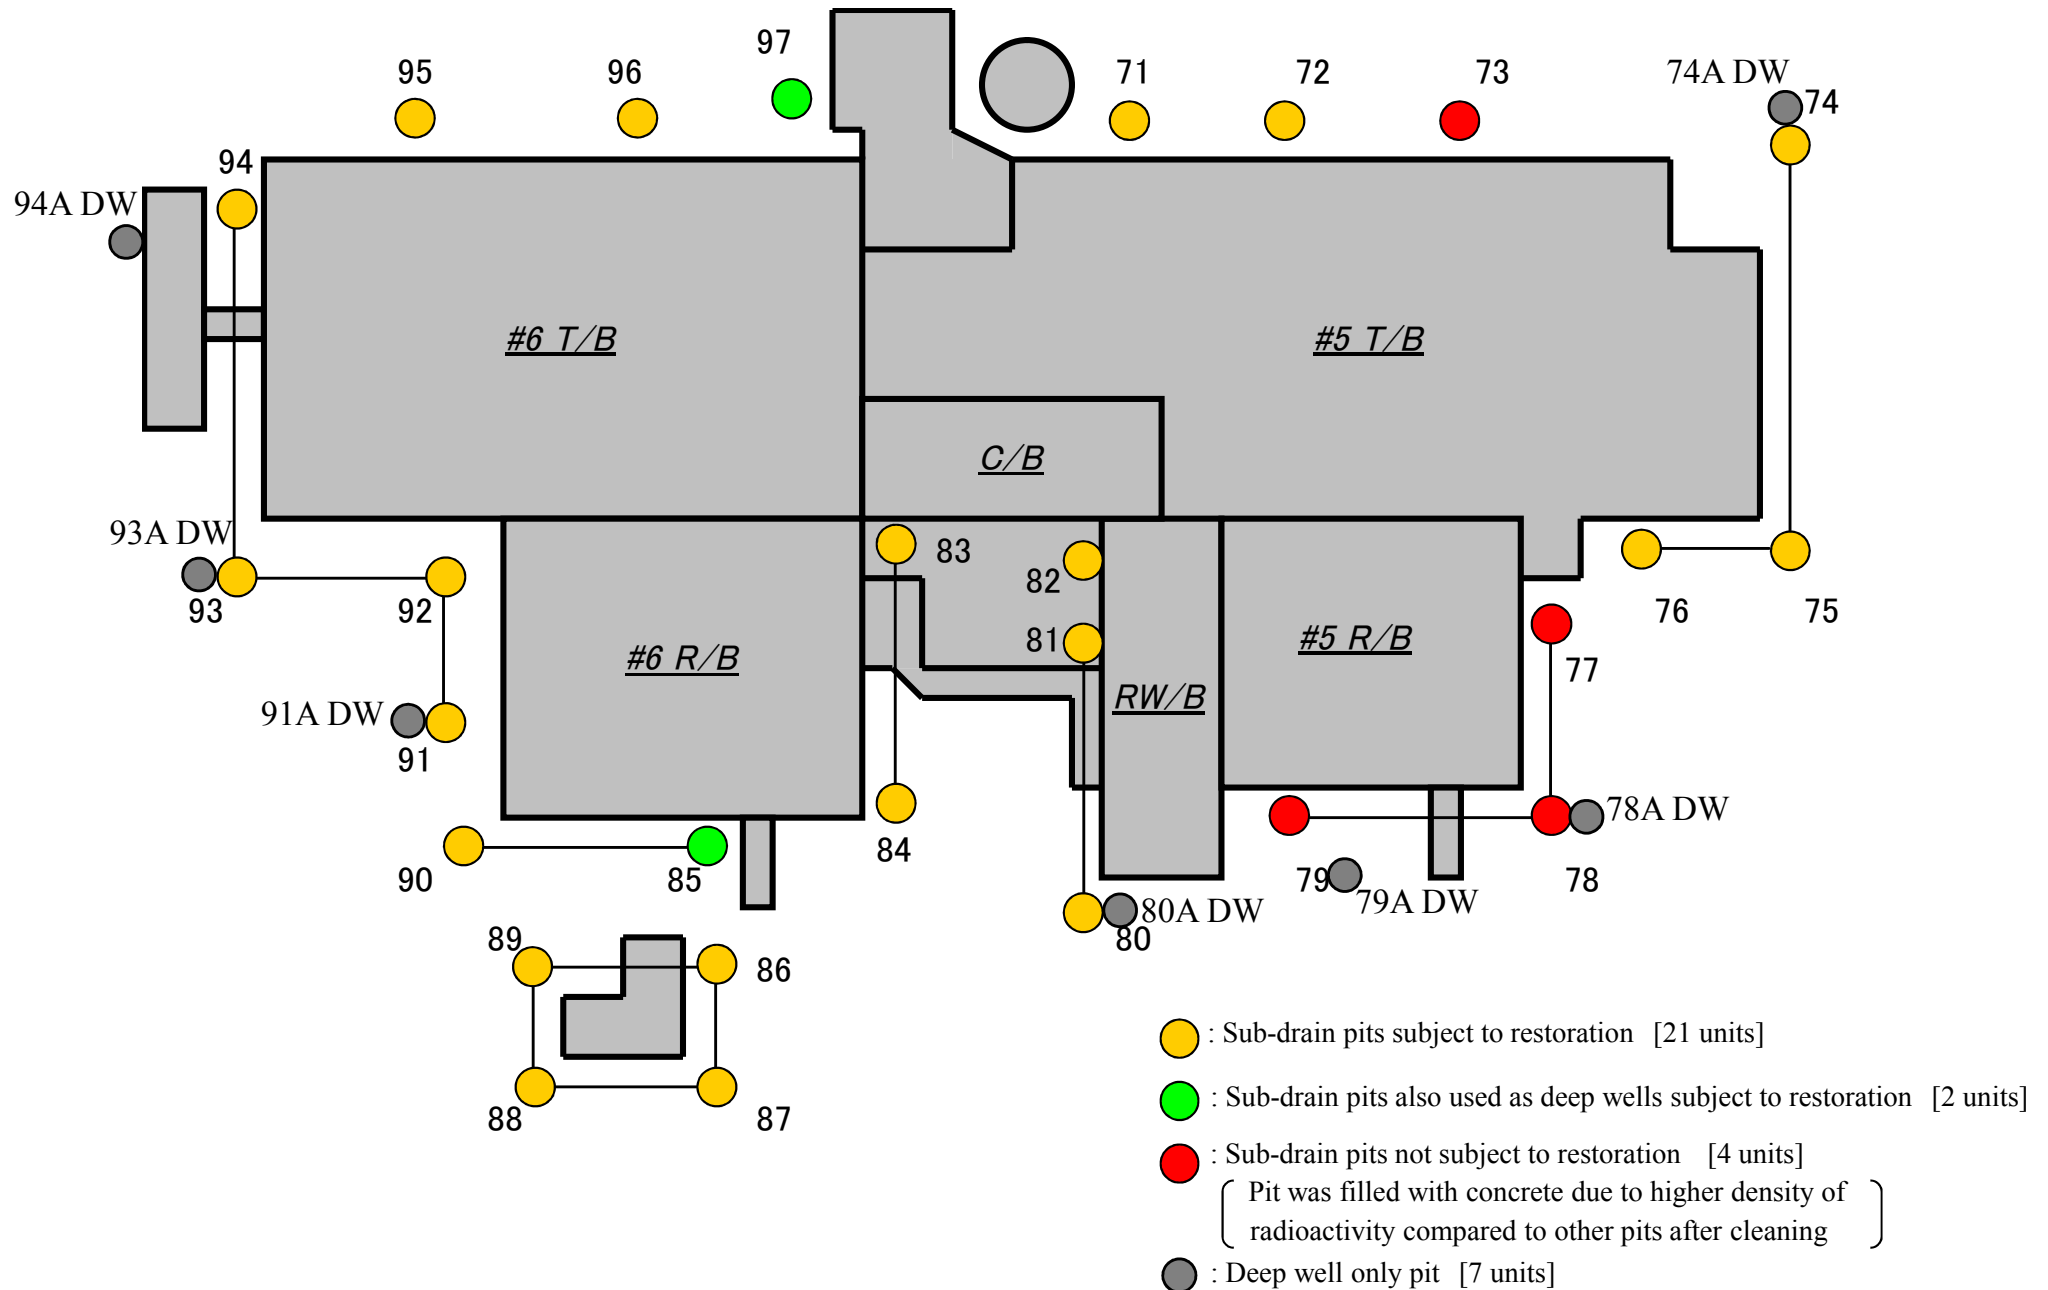 97
95
96
71
72
73
74A DW
74
94
94A DW
#6 T/B
#5 T/B
C/B
93A DW
83
82
93
92
76
75
81
#5 R/B
#6 R/B
77
RW/B
91A DW
91
78A DW
84
90
85
79
78
79A DW
80A DW
80
89
86
: Sub-drain pits subject to restoration [21 units]
: Sub-drain pits also used as deep wells subject to restoration [2 units]
88
87
: Sub-drain pits not subject to restoration [4 units]
Pit was filled with concrete due to higher density of
radioactivity compared to other pits after cleaning
: Deep well only pit [7 units]